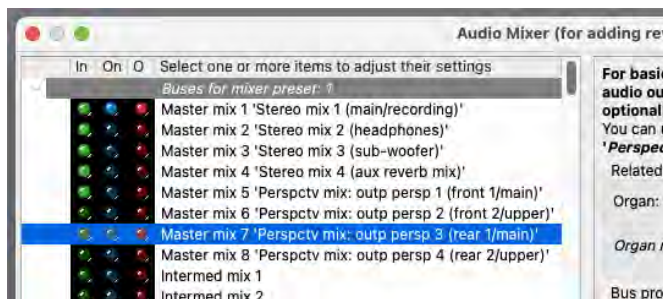 Audio Mixer (for adding re
In On O Select one or more items to adjust their settings
Buses for mixer preset: 1
Master mix 1 'Stereo mix 1 (main/recording)'
Master mix 2 'Stereo mix 2 (headphones)'
Master mix 3 'Stereo mix 3 (sub-woofer)'
Master mix 4 'Stereo mix 4 (aux reverb mix)'
Master mix 5 'Perspctv mix: outp persp 1 (front 1/main)'
Master mix 6 'Perspctv mix: outp persp 2 (front 2/upper)'
Master mix 7 'Perspctv mix: outp persp 3 (rear 1/main)'
Master mix 8 'Perspctv mix: outp persp 4 (rear 2/upper)'
Intermed mix 1
Intermed mix 2
For basi
audio ou
optional
You can
'Perspec
Related
Organ:
Organ
Bus pro